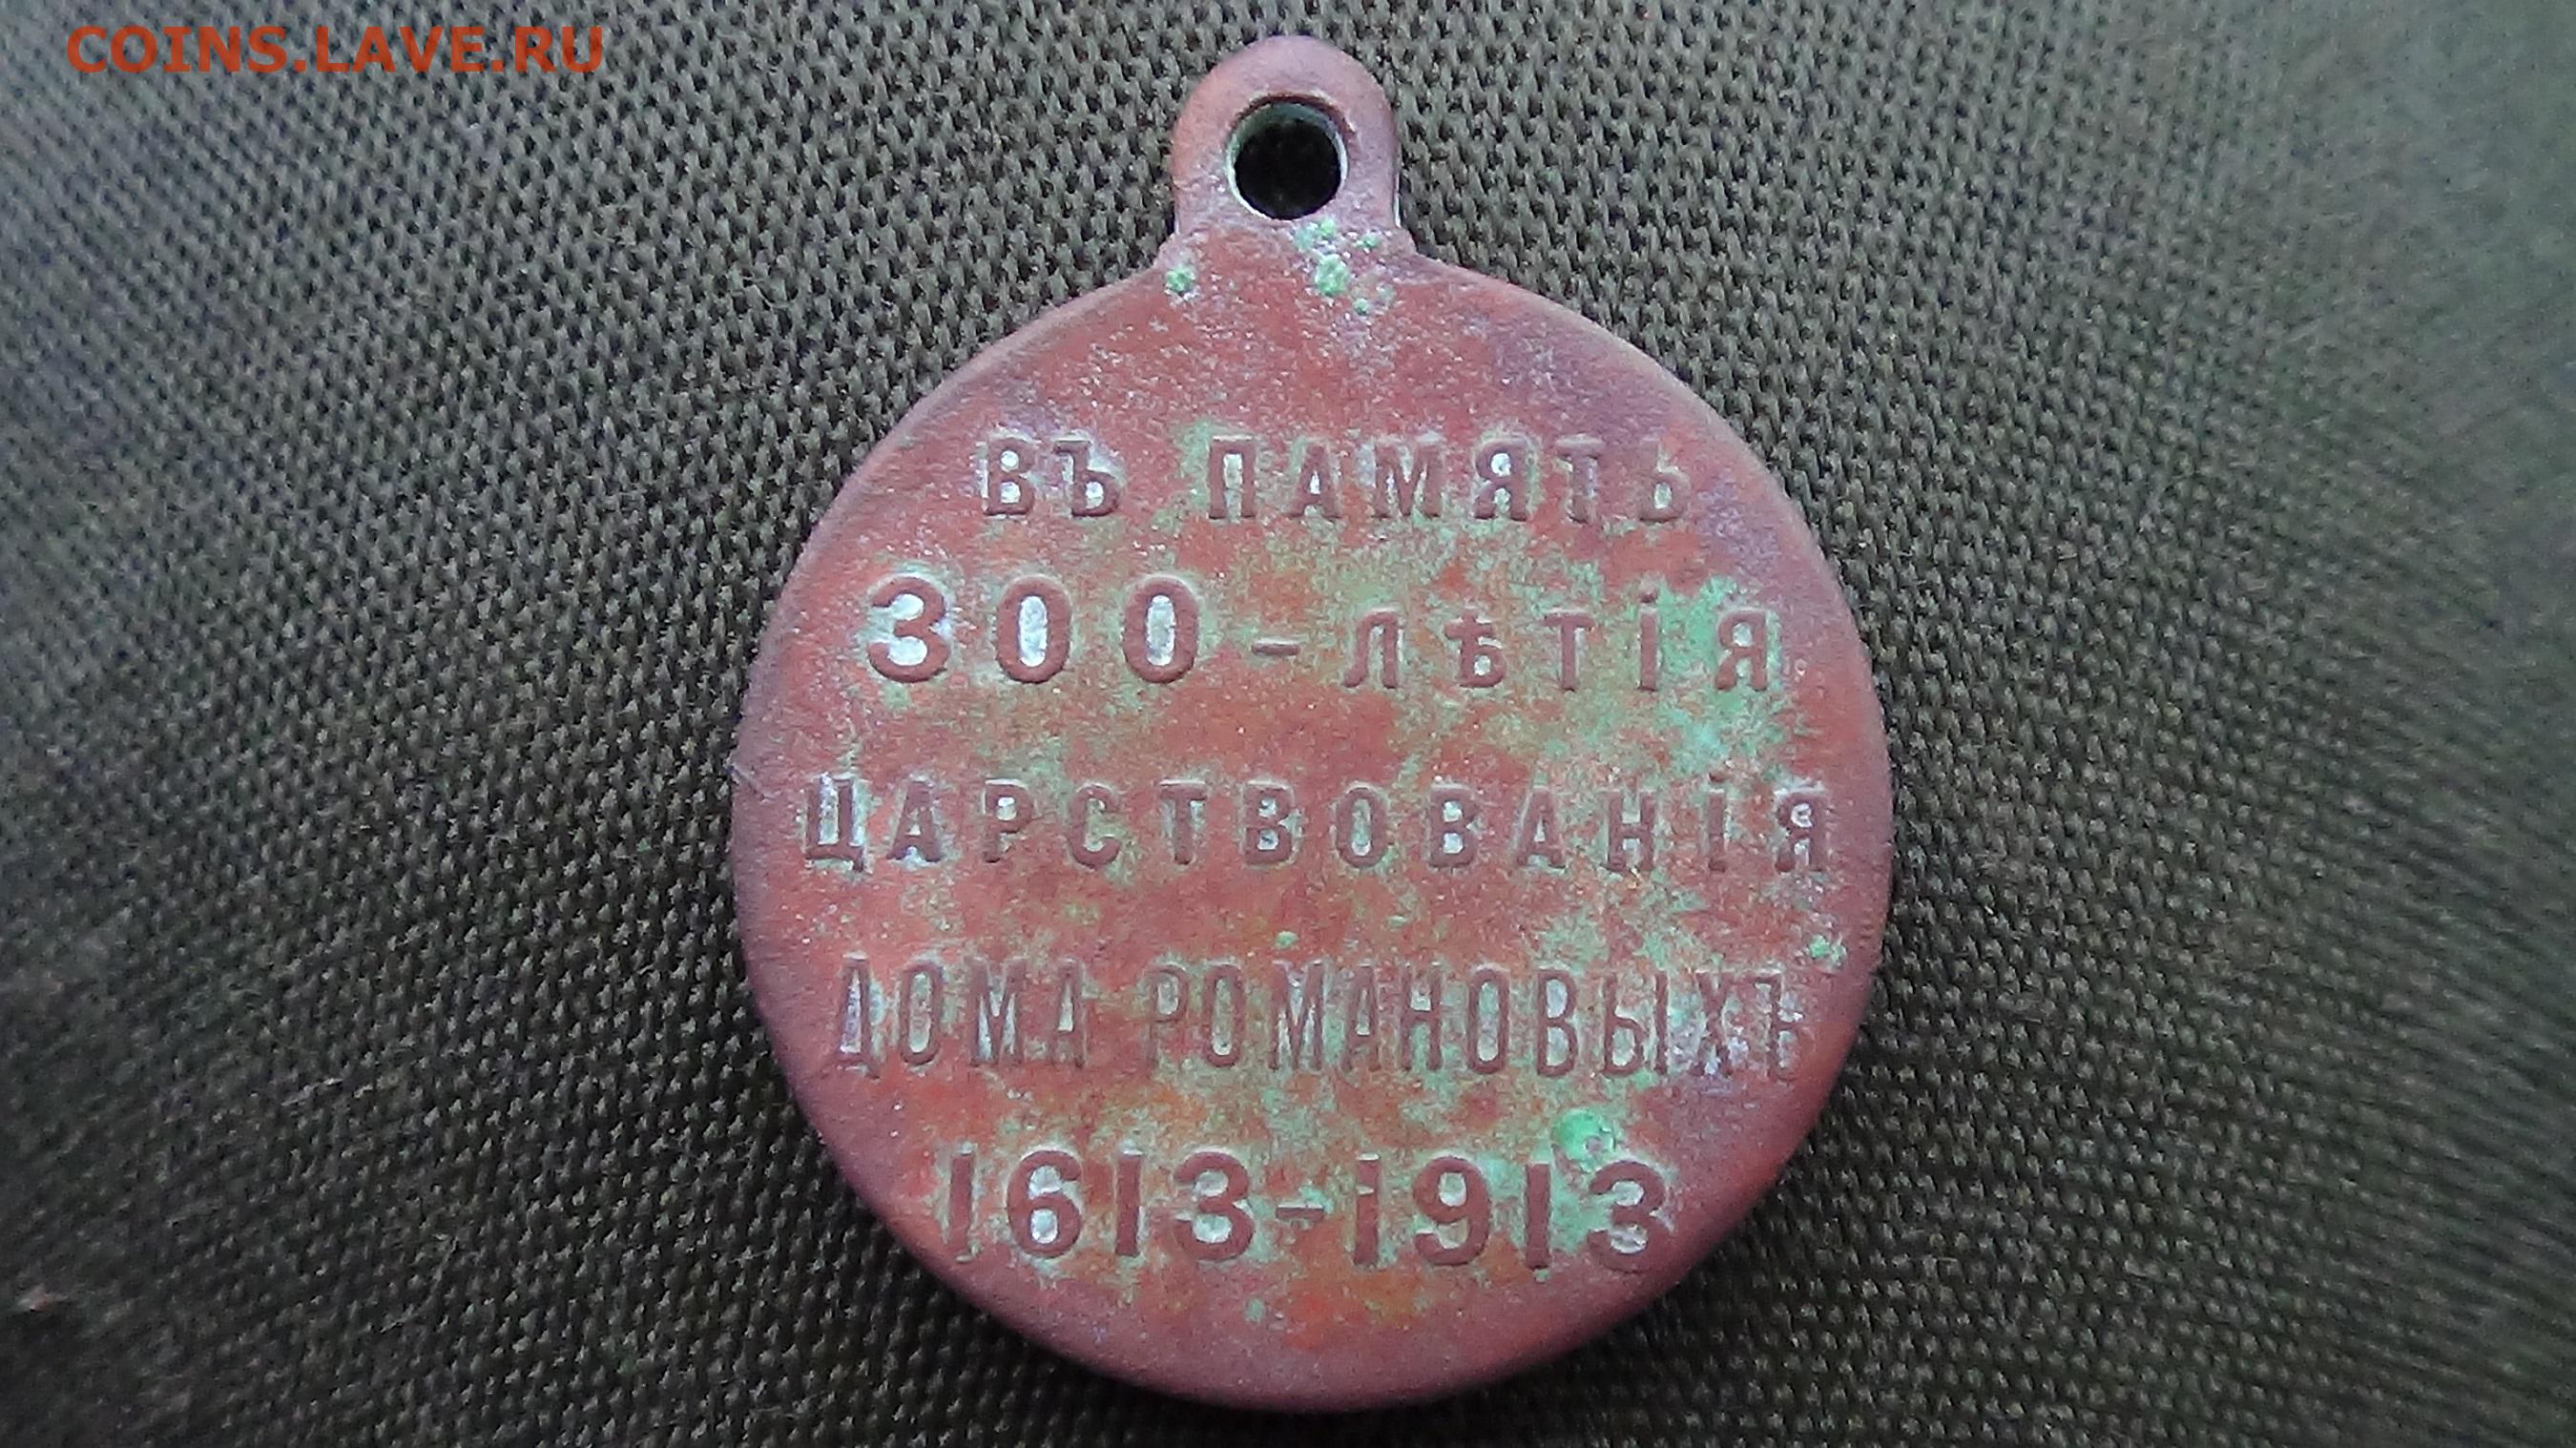 COINS.LAVE.RU
ВЪ ПАМЯТЬ
300-ЛѢТІЯ
ЦАРСТВОВАНІЯ
ДОМА РОМАНОВЫХЪ
1613-1913